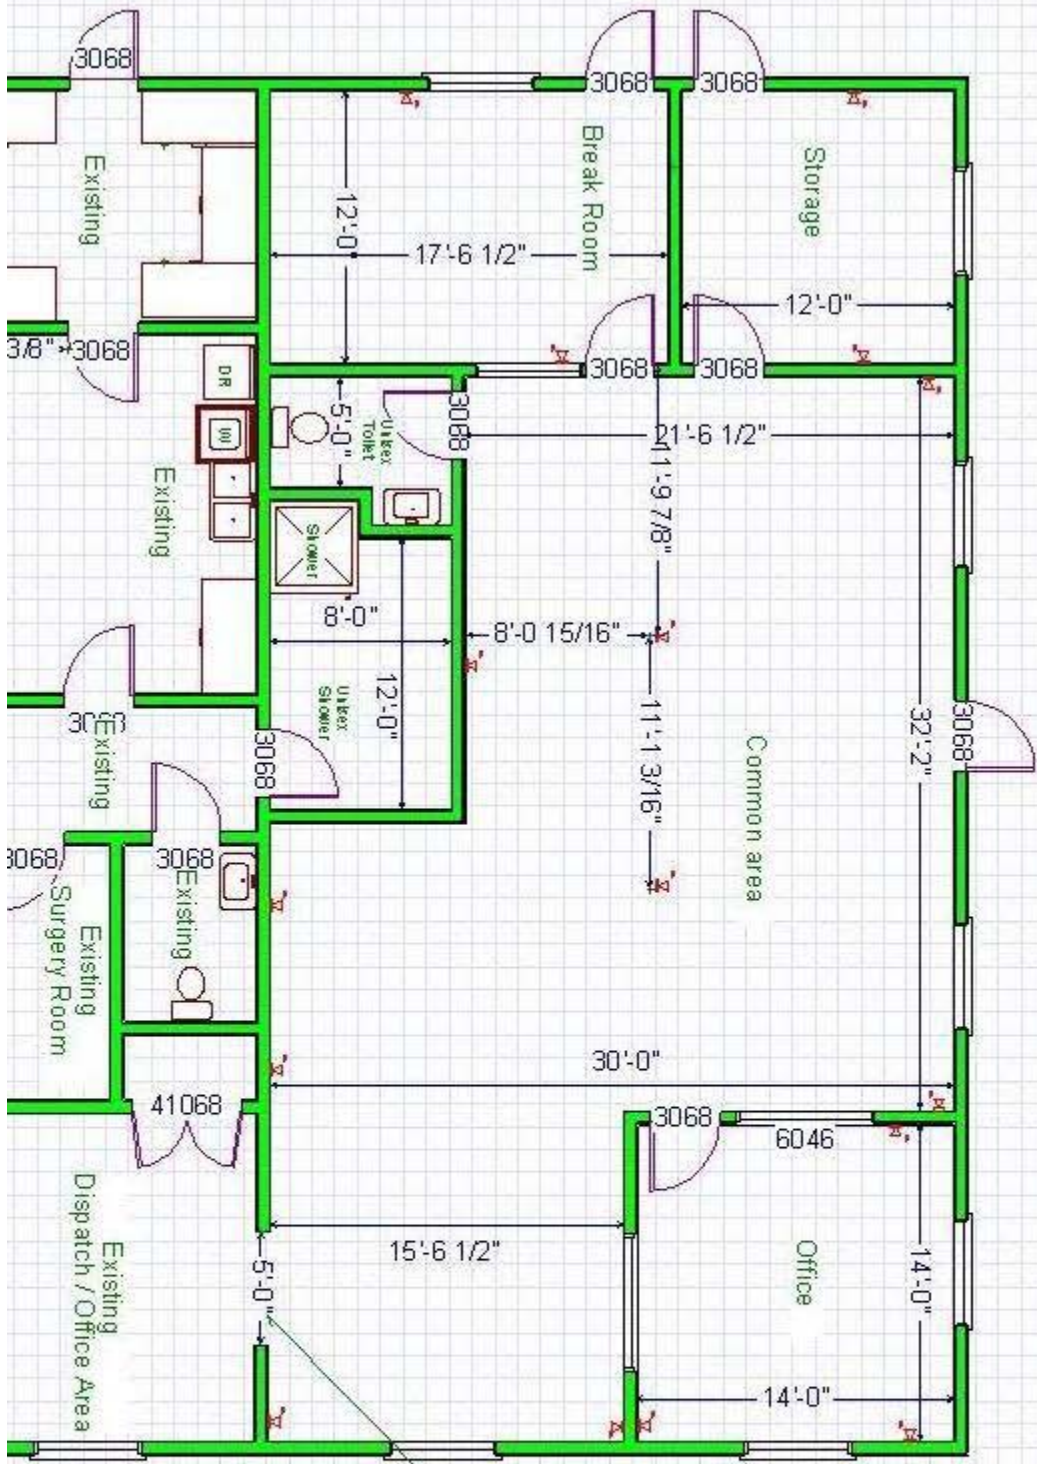 3068
3068
3068
Existing
Break Room
Storage
12'-0"
17'-6 1/2"
12'-0"
3/8"
3068
3068
3068
DR
W
5'-0"
Unisex
Toilet
3068
21'-6 1/2"
11'-9 7/8"
Existing
Shower
8'-0"
8'-0 15/16"
12'-0"
Unisex
Shower
11'-1 3/16"
Existing
3068
Common area
32'-2"
3068
3068
3068
Existing
Existing
Surgery Room
30'-0"
41068
3068
6046
Existing
Dispatch / Office Area
15'-6 1/2"
5'-0"
Office
14'-0"
14'-0"